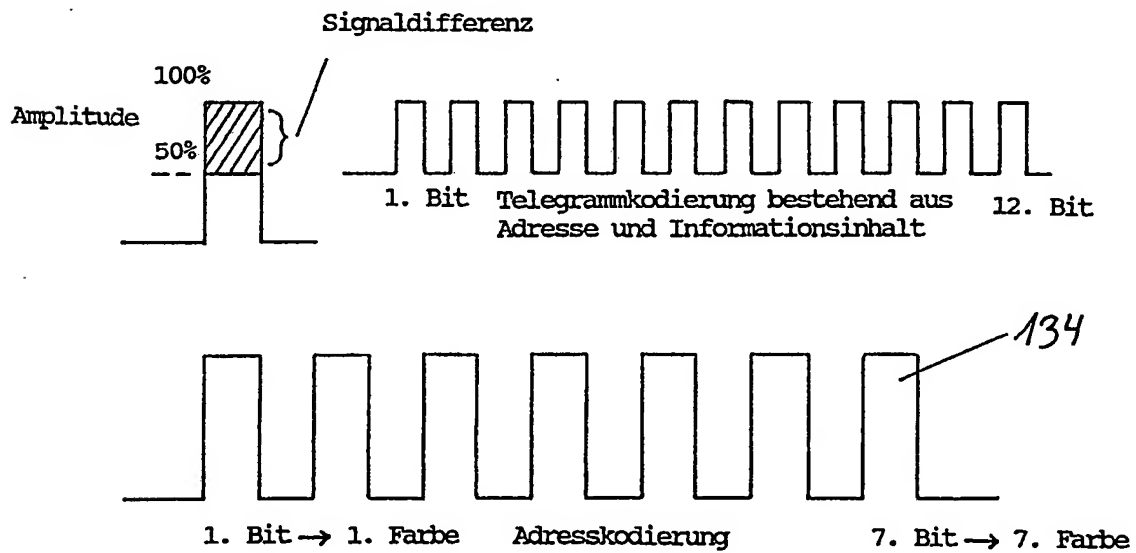 Signaldifferenz
100%
Amplitude
50%
1. Bit
Telegrammkodierung bestehend aus
Adresse und Informationsinhalt
12. Bit
134
1. Bit → 1. Farbe
Adresskodierung
7. Bit → 7. Farbe